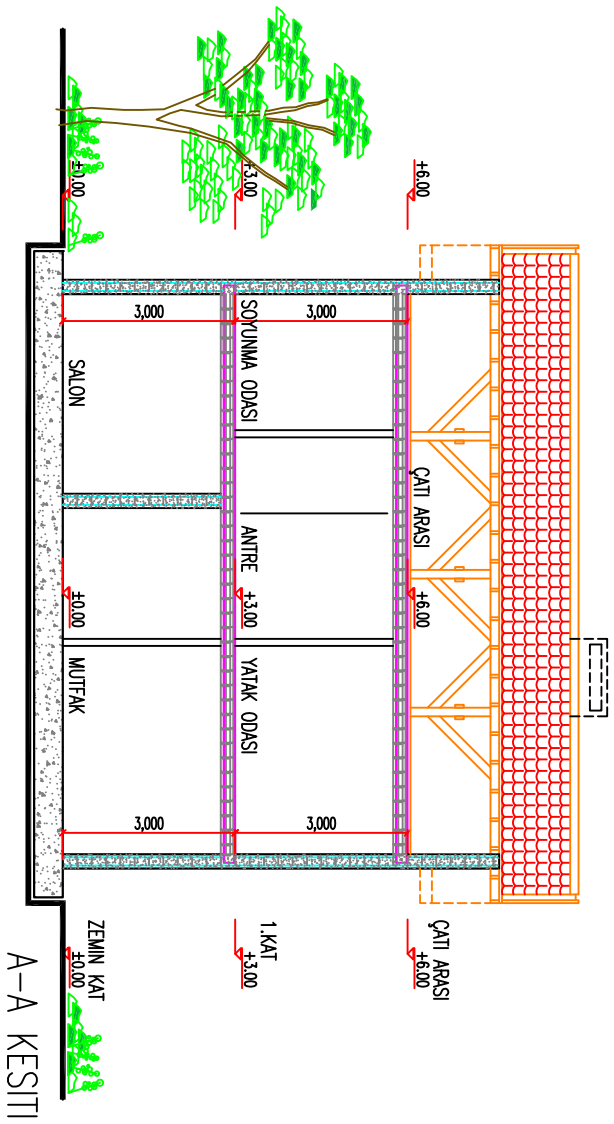 +6.00
ÇATI ARASI
+6.00
ÇATI ARASI
+6.00
3,000
3,000
+3.00
SOYUNMA ODASI
ANTRE
+3.00
YATAK ODASI
1.KAT
+3.00
3,000
3,000
±0.00
SALON
±0.00
MUTFAK
ZEMIN KAT
±0.00
A-A KESITI